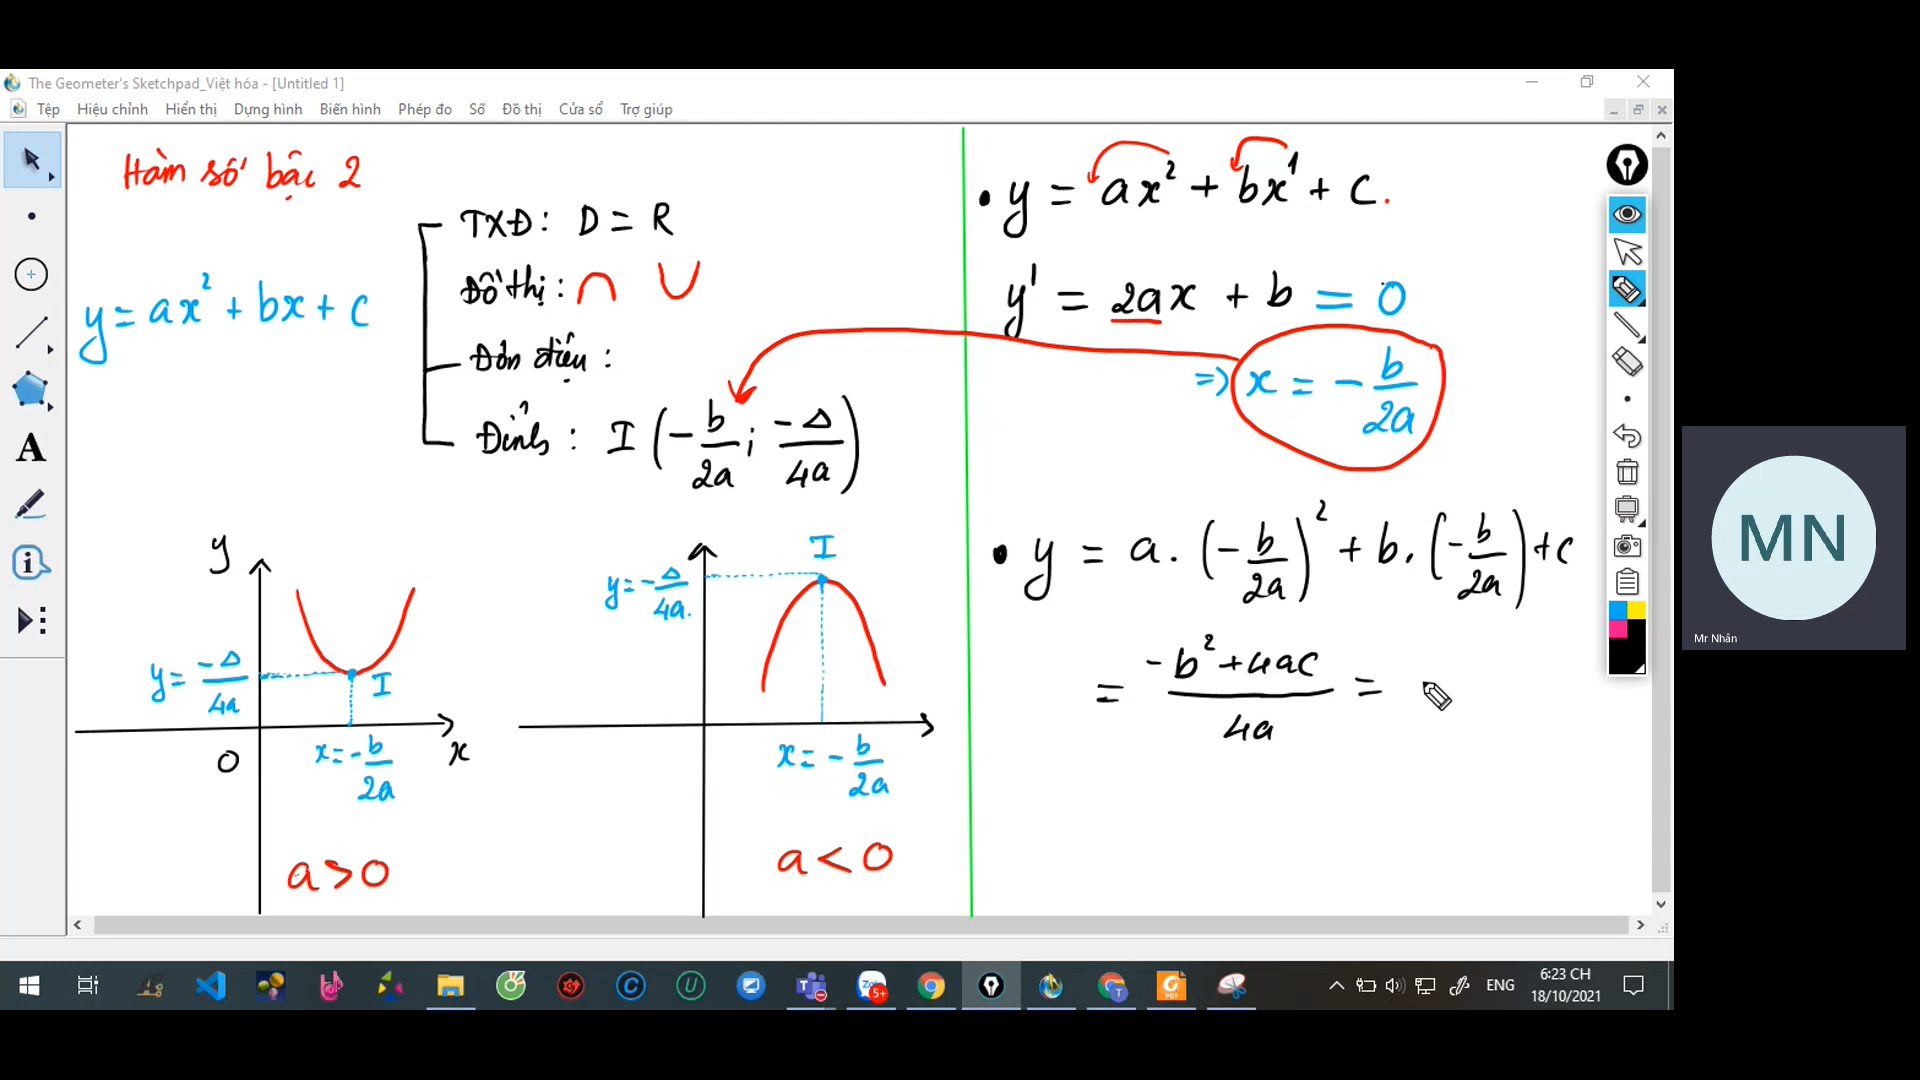 The Geometer's Sketchpad_Việt hóa - [Untitled 1]
Tệp Hiệu chỉnh Hiển thị Dựng hình Biến hình Phép đo Số Đồ thị Cửa sổ Trợ giúp
Hàm số bậc 2
y = ax² + bx + c
TXĐ : D = R
Đồ thị :
Đơn điệu :
Đỉnh : I (-b/2a ; -Δ/4a)
y
y = -Δ/4a
I
O
x = -b/2a
x
a > 0
I
y = -Δ/4a.
x = -b/2a
a < 0
• y = ax² + bx¹ + c.
y' = 2ax + b = 0
=> x = -b/2a
• y = a.(-b/2a)² + b.(-b/2a) + c
= (-b² + 4ac)/4a =
A
MN
Mr Nhân
5+
ENG
6:23 CH
18/10/2021